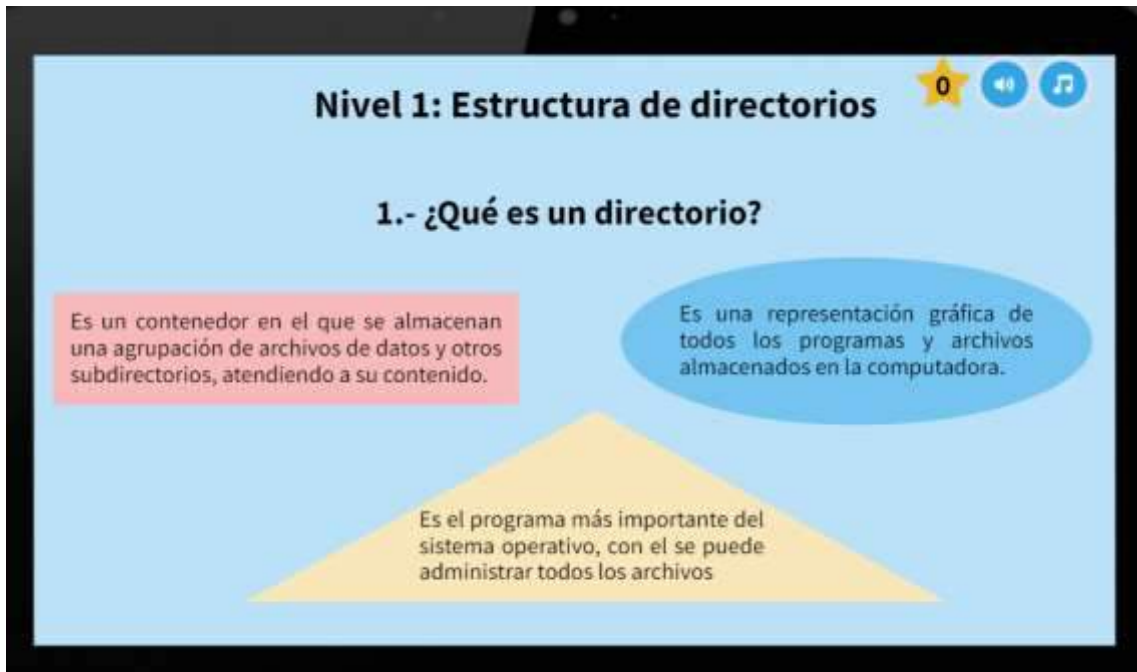 0
Nivel 1: Estructura de directorios
1.- ¿Qué es un directorio?
Es un contenedor en el que se almacenan
una agrupación de archivos de datos y otros
subdirectorios, atendiendo a su contenido.
Es una representación gráfica de
todos los programas y archivos
almacenados en la computadora.
Es el programa más importante del
sistema operativo, con el se puede
administrar todos los archivos